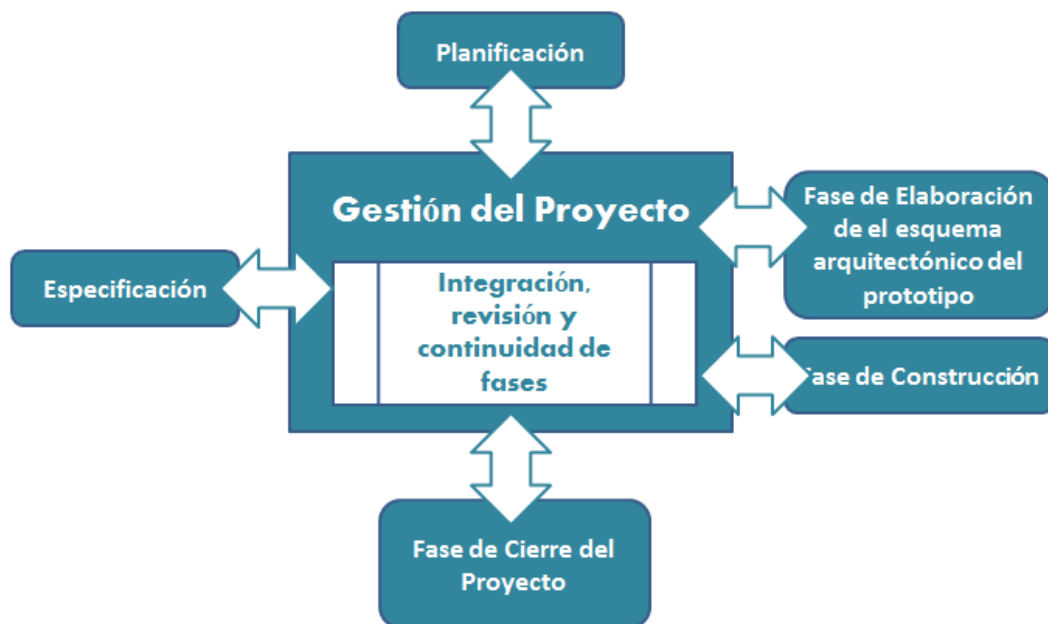 Planificación
Gestión del Proyecto
Integración,
revisión y
continuidad de
fases
Especificación
Fase de Elaboración
de el esquema
arquitectónico del
prototipo
Fase de Construcción
Fase de Cierre del
Proyecto